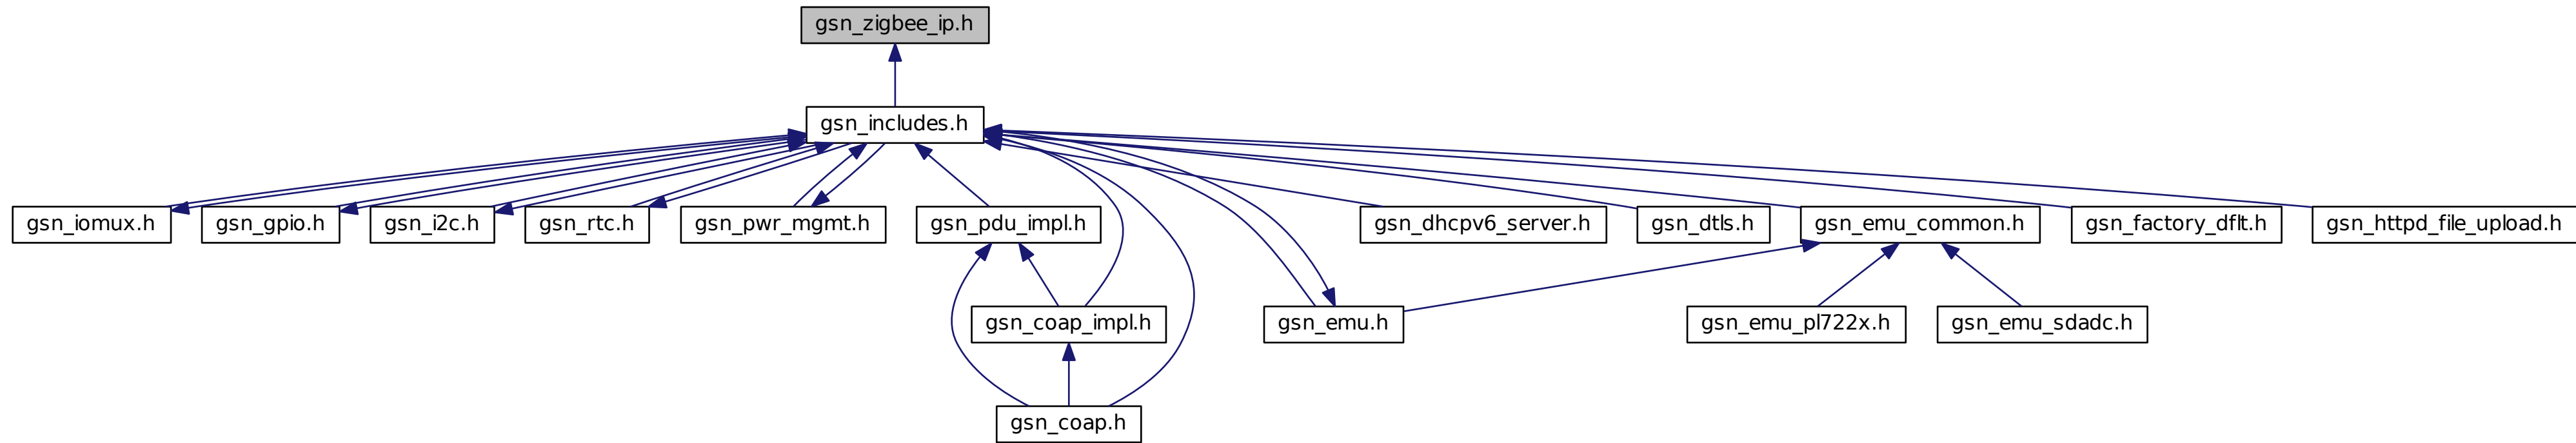 gsn_zigbee_ip.h
gsn_includes.h
gsn_iomux.h
gsn_gpio.h
gsn_i2c.h
gsn_rtc.h
gsn_pwr_mgmt.h
gsn_pdu_impl.h
gsn_dhcpv6_server.h
gsn_dtls.h
gsn_emu_common.h
gsn_factory_dflt.h
gsn_httpd_file_upload.h
gsn_coap_impl.h
gsn_emu.h
gsn_emu_pl722x.h
gsn_emu_sdadc.h
gsn_coap.h